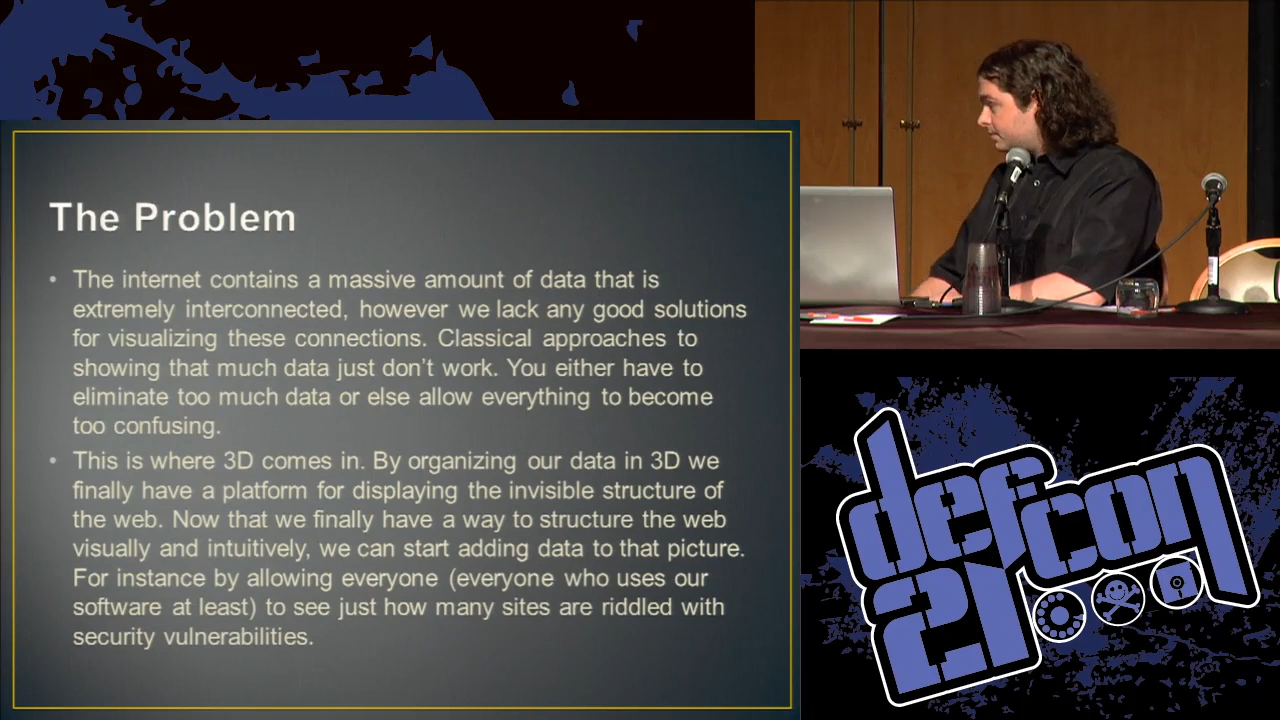 The Problem
• The internet contains a massive amount of data that is
extremely interconnected, however we lack any good solutions
for visualizing these connections. Classical approaches to
showing that much data just don’t work. You either have to
eliminate too much data or else allow everything to become
too confusing.
• This is where 3D comes in. By organizing our data in 3D we
finally have a platform for displaying the invisible structure of
the web. Now that we finally have a way to structure the web
visually and intuitively, we can start adding data to that picture.
For instance by allowing everyone (everyone who uses our
software at least) to see just how many sites are riddled with
security vulnerabilities.
defcon
21